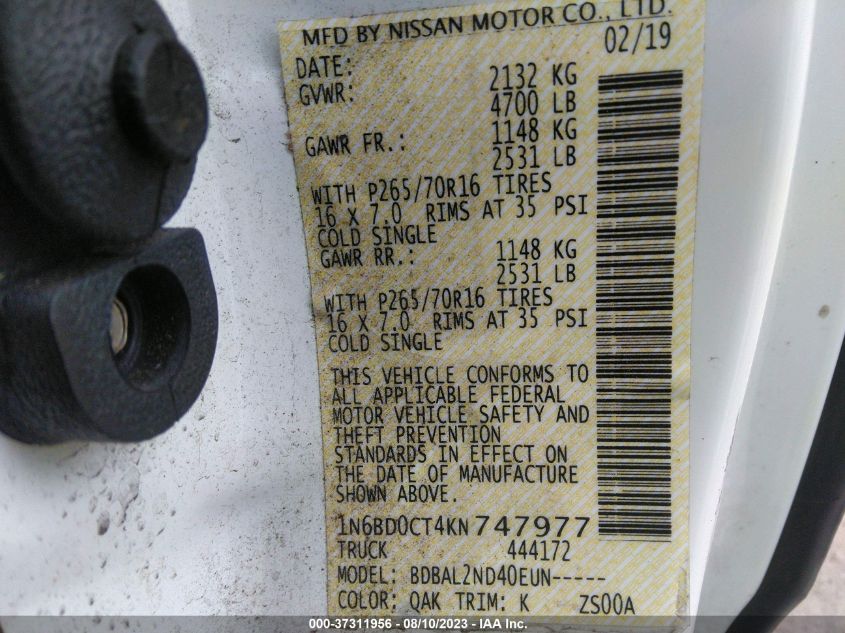 MFD BY NISSAN MOTOR CO., LTD.
DATE: 02/19
GVWR: 2132 KG
4700 LB
GAWR FR.: 1148 KG
2531 LB
WITH P265/70R16 TIRES
16 X 7.0 RIMS AT 35 PSI
COLD SINGLE
GAWR RR.: 1148 KG
2531 LB
WITH P265/70R16 TIRES
16 X 7.0 RIMS AT 35 PSI
COLD SINGLE
THIS VEHICLE CONFORMS TO
ALL APPLICABLE FEDERAL
MOTOR VEHICLE SAFETY AND
THEFT PREVENTION
STANDARDS IN EFFECT ON
THE DATE OF MANUFACTURE
SHOWN ABOVE.
1N6BD0CT4KN747977
TRUCK 444172
MODEL: BDBAL2ND40EUN-----
COLOR: QAK TRIM: K ZS00A
000-37311956 - 08/10/2023 - IAA Inc.